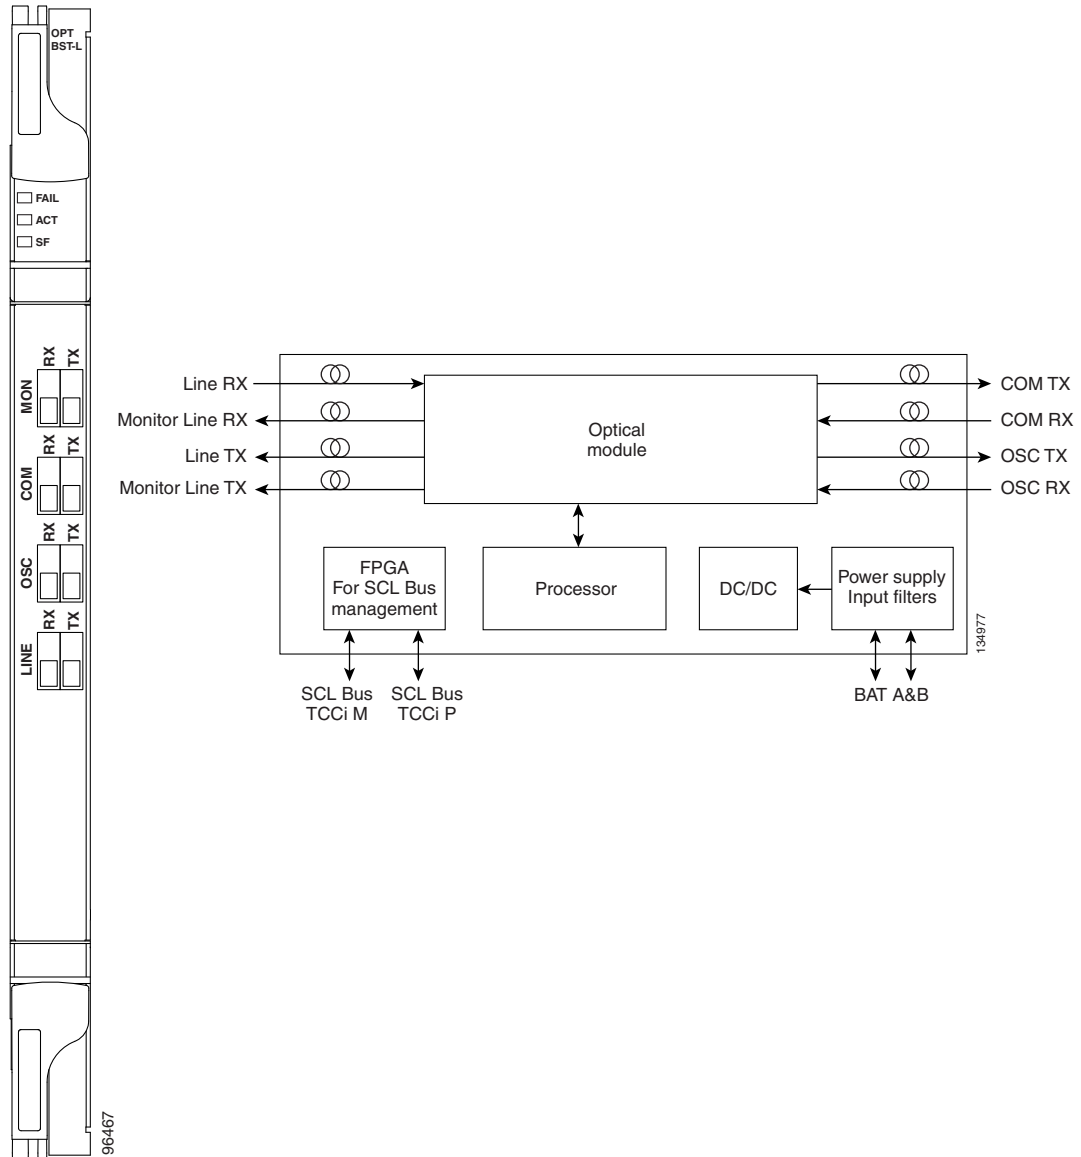 OPT
BST-L
FAIL
ACT
SF
RX
TX
MON
RX
TX
COM
RX
TX
OSC
RX
TX
LINE
96467
Line RX
Monitor Line RX
Line TX
Monitor Line TX
Optical
module
COM TX
COM RX
OSC TX
OSC RX
FPGA
For SCL Bus
management
Processor
DC/DC
Power supply
Input filters
134977
SCL Bus
TCCi M
SCL Bus
TCCi P
BAT A&B